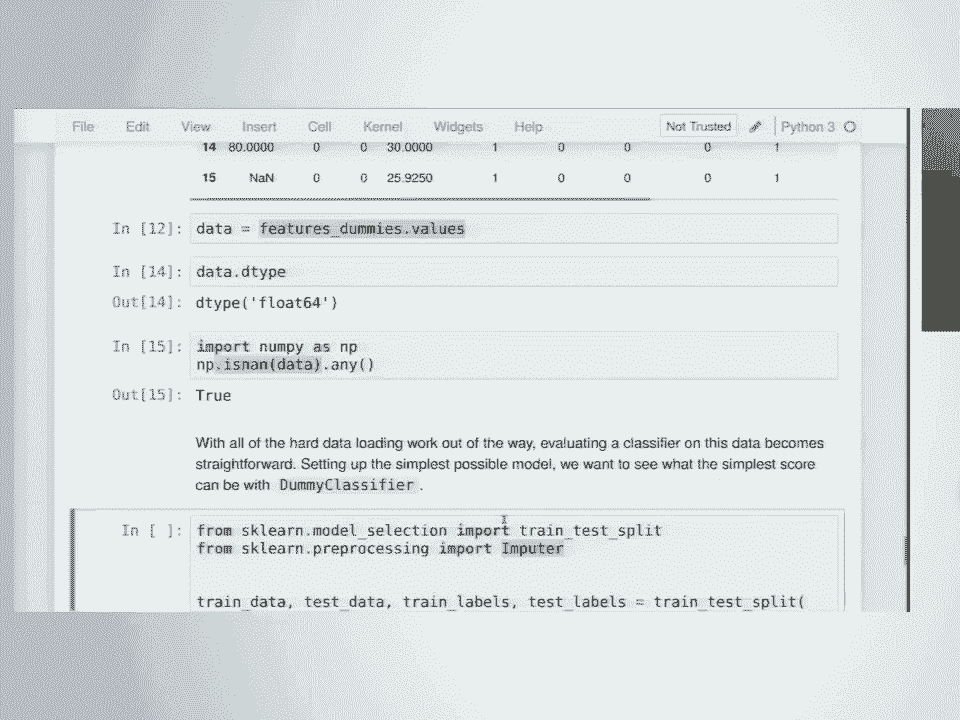 File Edit View Insert Cell Kernel Widgets Help Not Trusted Python 3
14 80.0000 0 0 30.0000 1 0 0 0 1
15 NaN 0 0 25.9250 1 0 0 0 1
In [12]: data = features_dummies.values
In [14]: data.dtype
Out[14]: dtype('float64')
In [15]: import numpy as np
np.isnan(data).any()
Out[15]: True
With all of the hard data loading work out of the way, evaluating a classifier on this data becomes
straightforward. Setting up the simplest possible model, we want to see what the simplest score
can be with DummyClassifier .
In [ ]: from sklearn.model_selection import train_test_split
from sklearn.preprocessing import Imputer
train_data, test_data, train_labels, test_labels = train_test_split(